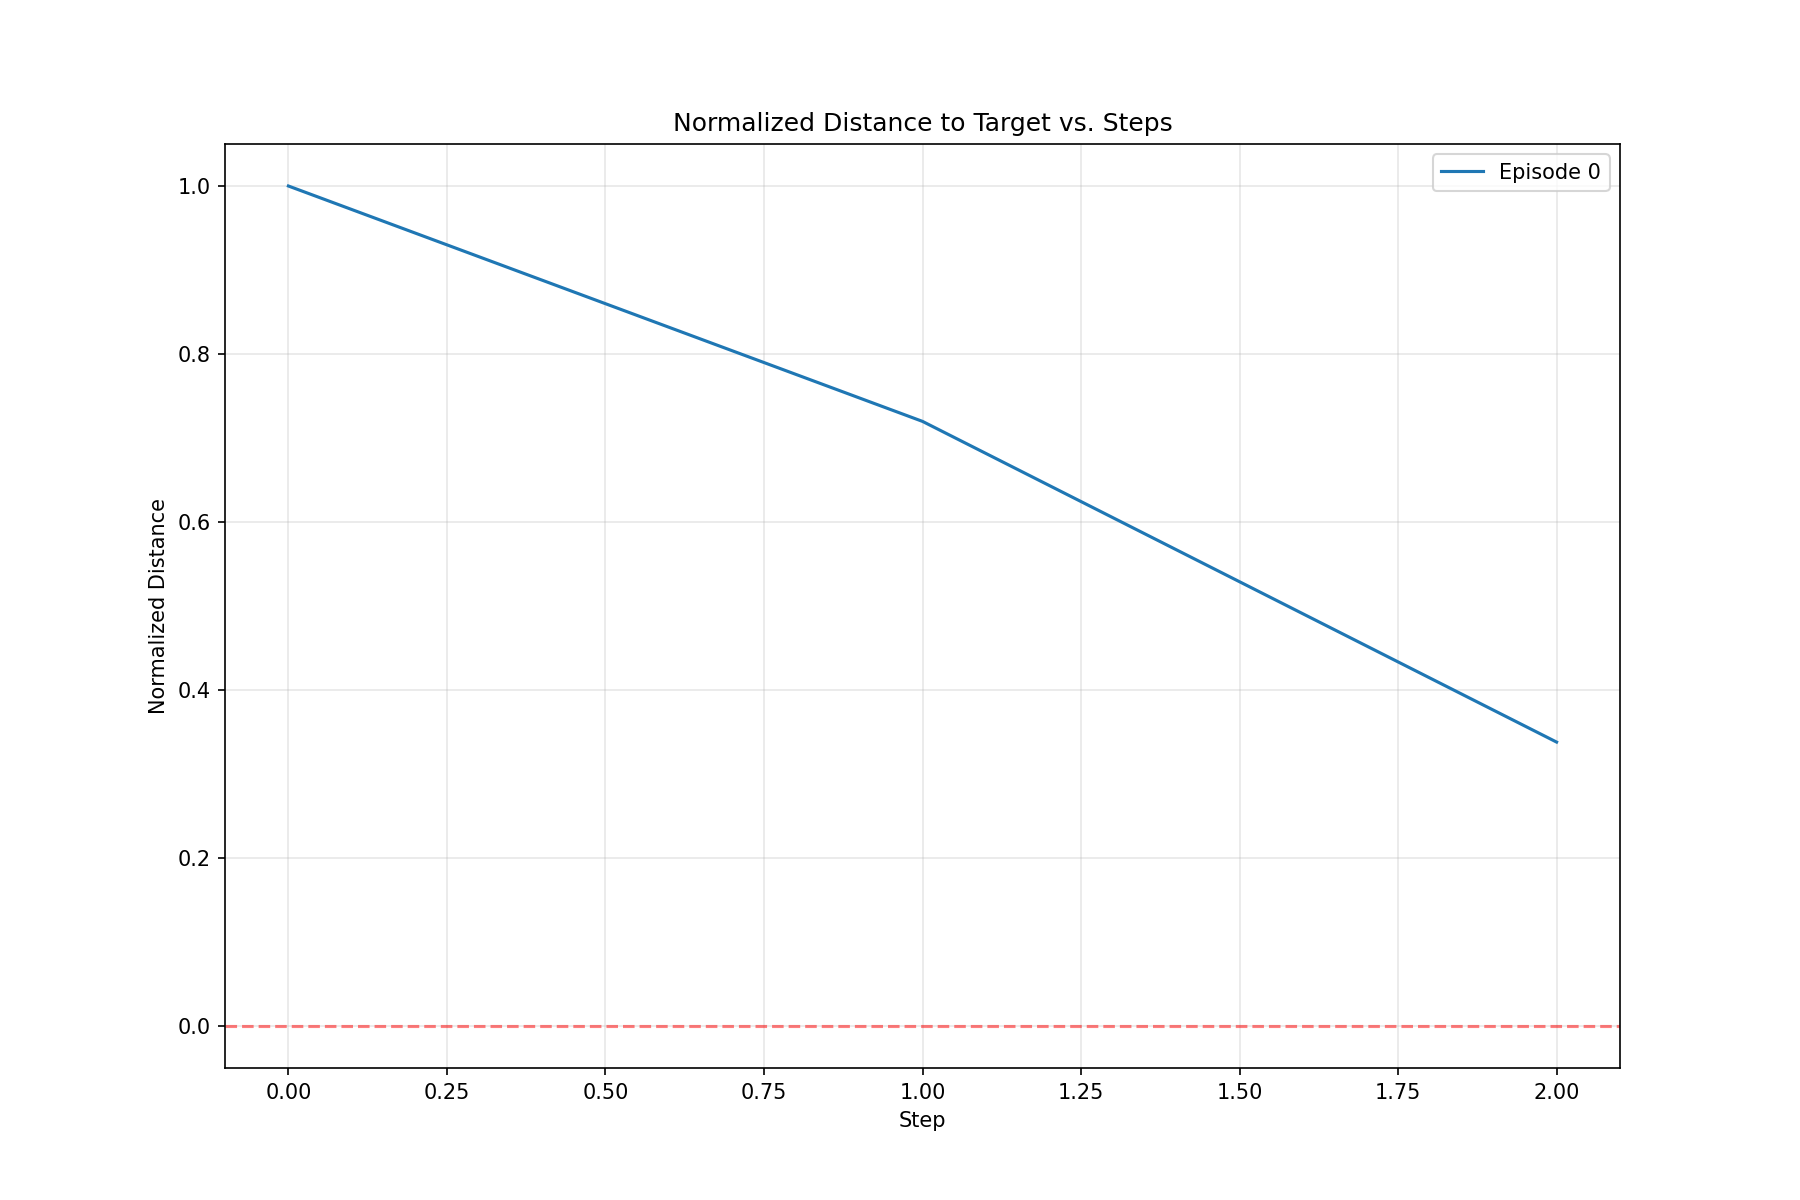 Normalized Distance to Target vs. Steps
Episode 0
1.0
0.8
0.6
0.4
0.2
0.0
Normalized Distance
0.00 0.25 0.50 0.75 1.00 1.25 1.50 1.75 2.00
Step